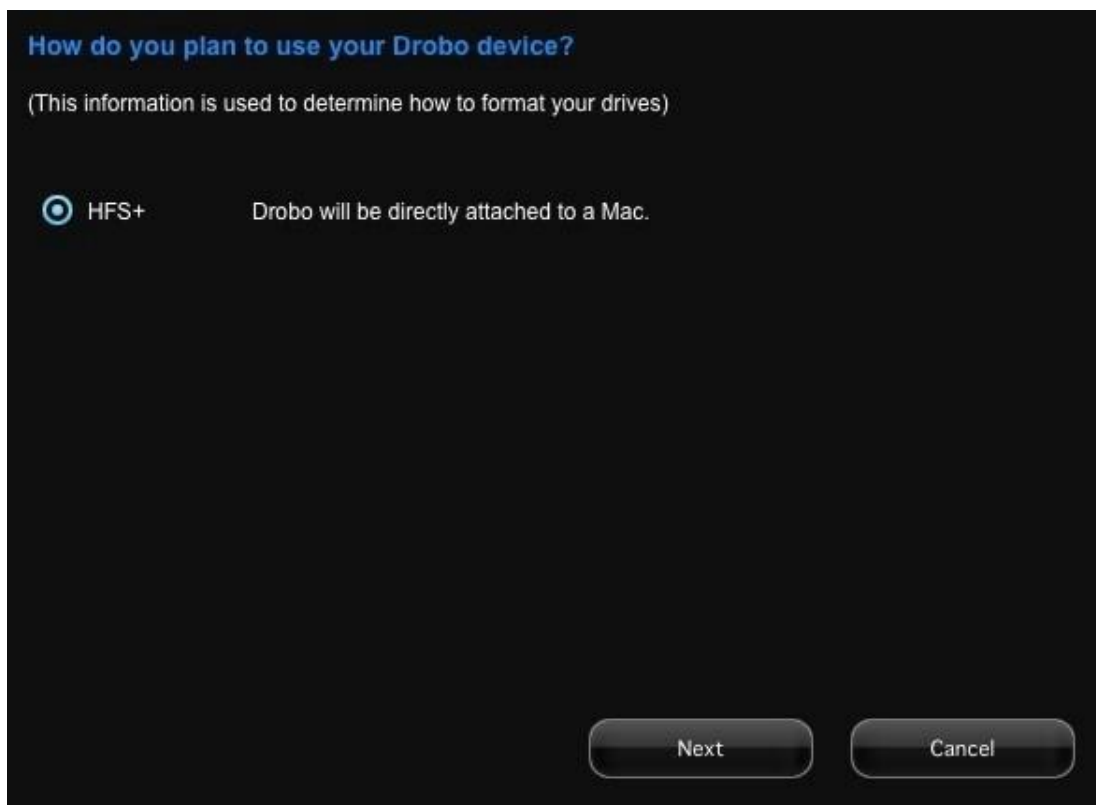 How do you plan to use your Drobo device?
(This information is used to determine how to format your drives)
HFS+ Drobo will be directly attached to a Mac.
Next Cancel